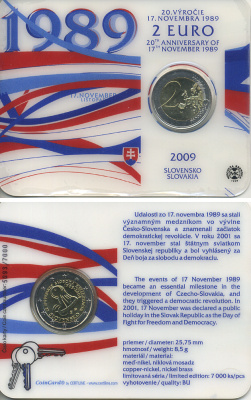 1989
20. VÝROČIE
17. NOVEMBRA 1989
2 EURO
20TH ANNIVERSARY OF
17TH NOVEMBER 1989
17. NOVEMBER
2009
SLOVENSKO
SLOVAKIA
Udalosti zo 17. novembra 1989 sa stali
významným medzníkom vo vývine
Česko-Slovenska a znamenali začiatok
demokratickej revolúcie. V roku 2001 sa
17. november stal štátnym sviatkom
Slovenskej republiky a bol vyhlásený za
Deň boja za slobodu a demokraciu.
The events of 17 November 1989
became an essential milestone in the
development of Czecho-Slovakia, and
they triggered a democratic revolution. In
2001, 17 November was declared a public
holiday in the Slovak Republic as the Day of
Fight for Freedom and Democracy.
priemer / diameter: 25,75 mm
hmotnosť / weight: 8,5 g
materiál / material:
meď-nikel, niklová mosadz
copper-nickel, nickel brass
limitovaná séria / limited edition: 7 000 ks/pcs
vyhotovenie / quality: BU